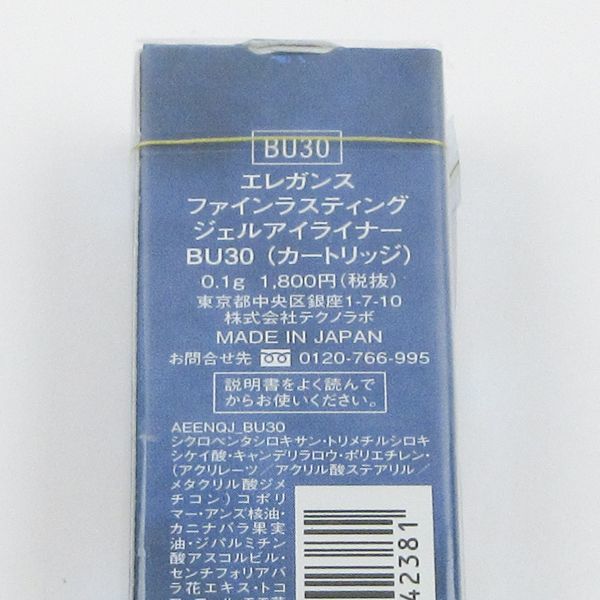 BU30
エレガンス
ファインラスティング
ジェルアイライナー
BU30（カートリッジ）
0.1g 1,800円（税抜）
東京都中央区銀座1-7-10
株式会社テクノラボ
MADE IN JAPAN
お問合せ先 0120-766-995
説明書をよく読んで
からお使いください。
AEENQJ_BU30
シクロペンタシロキサン・トリメチルシロキ
シケイ酸・キャンデリラロウ・ポリエチレン・
（アクリレーツ／アクリル酸ステアリル／
メタクリル酸ジメ
チコン）コポリ
マー・アンズ核油・
カニナバラ果実
油・ジパルミチン
酸アスコルビル・
センチフォリアバ
ラ花エキス・トコ
42381